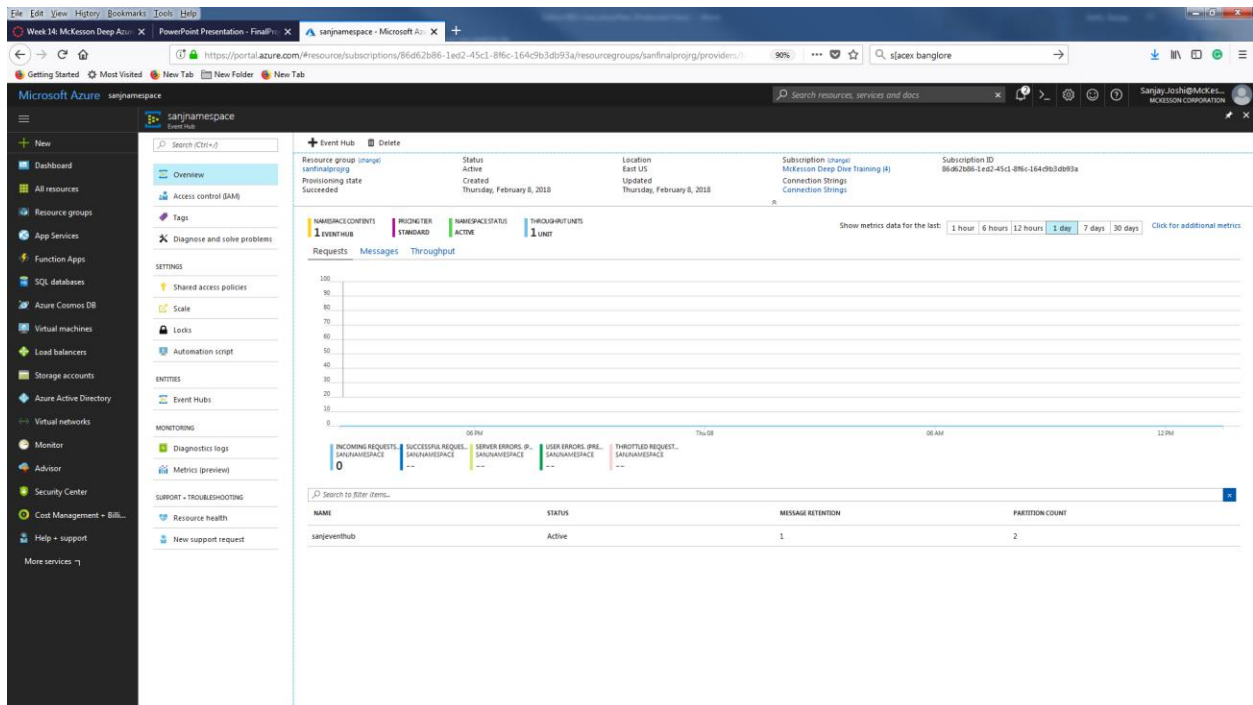 File Edit View History Bookmarks Tools Help
Week 14: McKesson Deep Azur
PowerPoint Presentation - FinalPro
sanjnamespace - Microsoft Az
https://portal.azure.com/#resource/subscriptions/86d62b86-1ed2-45c1-8f6c-164c9b3db93a/resourcegroups/sanfinalprojrg/providers/
90%
s[acex banglore
Getting Started Most Visited New Tab New Folder New Tab
Microsoft Azure sanjnamespace
Search resources, services and docs
Sanjay.Joshi@McKes...
MCKESSON CORPORATION
sanjnamespace
Event Hub
New
Dashboard
All resources
Resource groups
App Services
Function Apps
SQL databases
Azure Cosmos DB
Virtual machines
Load balancers
Storage accounts
Azure Active Directory
Virtual networks
Monitor
Advisor
Security Center
Cost Management + Billi...
Help + support
More services
Search (Ctrl+/)
Overview
Access control (IAM)
Tags
Diagnose and solve problems
SETTINGS
Shared access policies
Scale
Locks
Automation script
ENTITIES
Event Hubs
MONITORING
Diagnostics logs
Metrics (preview)
SUPPORT + TROUBLESHOOTING
Resource health
New support request
Event Hub Delete
Resource group (change)
sanfinalprojrg
Provisioning state
Succeeded
Status
Active
Created
Thursday, February 8, 2018
Location
East US
Updated
Thursday, February 8, 2018
Subscription (change)
McKesson Deep Dive Training (4)
Connection Strings
Connection Strings
Subscription ID
86d62b86-1ed2-45c1-8f6c-164c9b3db93a
NAMESPACE CONTENTS
1 EVENT HUB
PRICING TIER
STANDARD
NAMESPACE STATUS
ACTIVE
THROUGHPUT UNITS
1 UNIT
Show metrics data for the last: 1 hour 6 hours 12 hours 1 day 7 days 30 days Click for additional metrics
Requests Messages Throughput
100
90
80
70
60
50
40
30
20
10
0
06 PM Thu 08 06 AM 12 PM
INCOMING REQUESTS...
SANJNAMESPACE
0
SUCCESSFUL REQUES...
SANJNAMESPACE
--
SERVER ERRORS. (P...
SANJNAMESPACE
--
USER ERRORS. (PRE...
SANJNAMESPACE
--
THROTTLED REQUEST...
SANJNAMESPACE
--
Search to filter items...
NAME STATUS MESSAGE RETENTION PARTITION COUNT
sanjeventhub Active 1 2